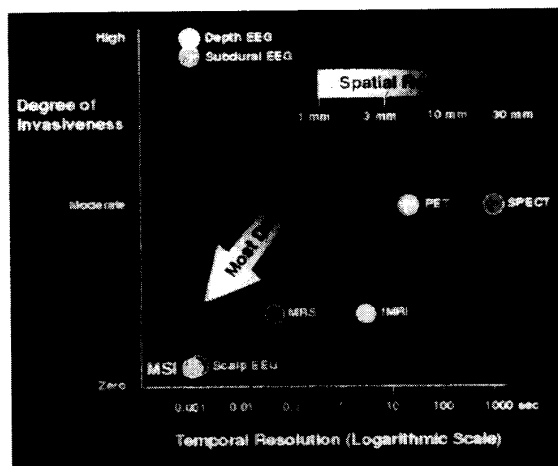 High
Depth EEG
Subdural EEG
Spatial
Degree of
Invasiveness
1 mm 3 mm 10 mm 30 mm
Moderate
PET SPECT
Most
MRS fMRI
MSI Scalp EEG
Zero
0.001 0.01 10 100 1000 sec
Temporal Resolution (Logarithmic Scale)